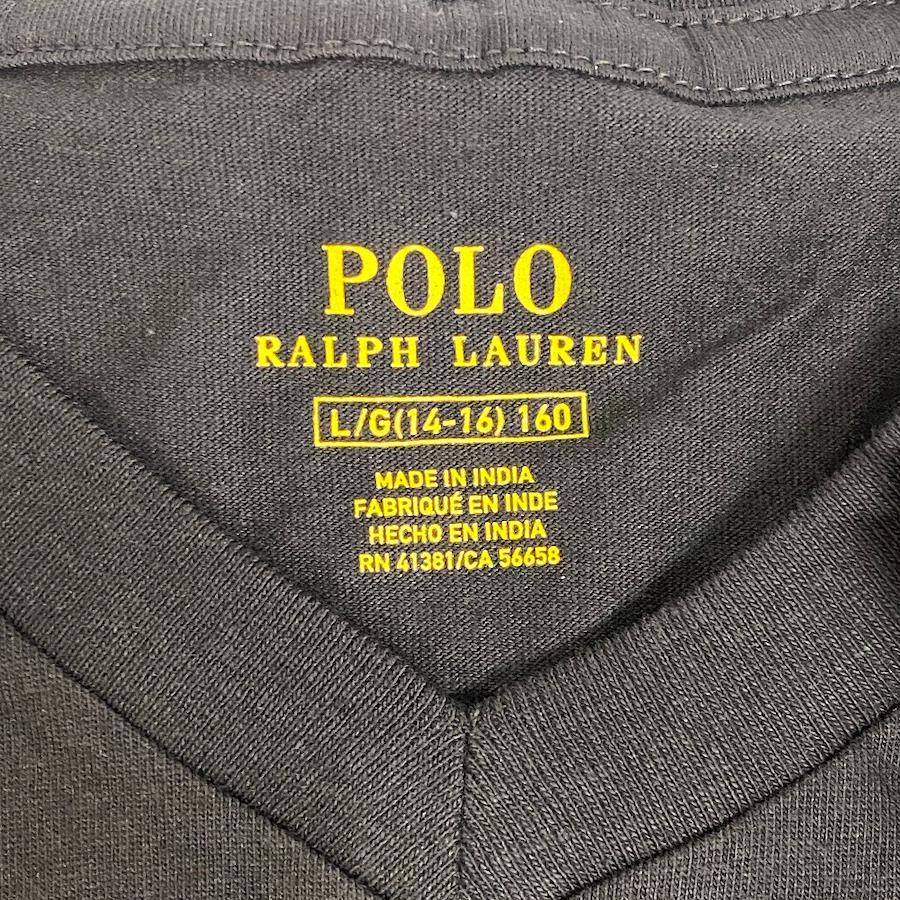 POLO
RALPH LAUREN
L/G(14-16) 160
MADE IN INDIA
FABRIQUÉ EN INDE
HECHO EN INDIA
RN 41381/CA 56658